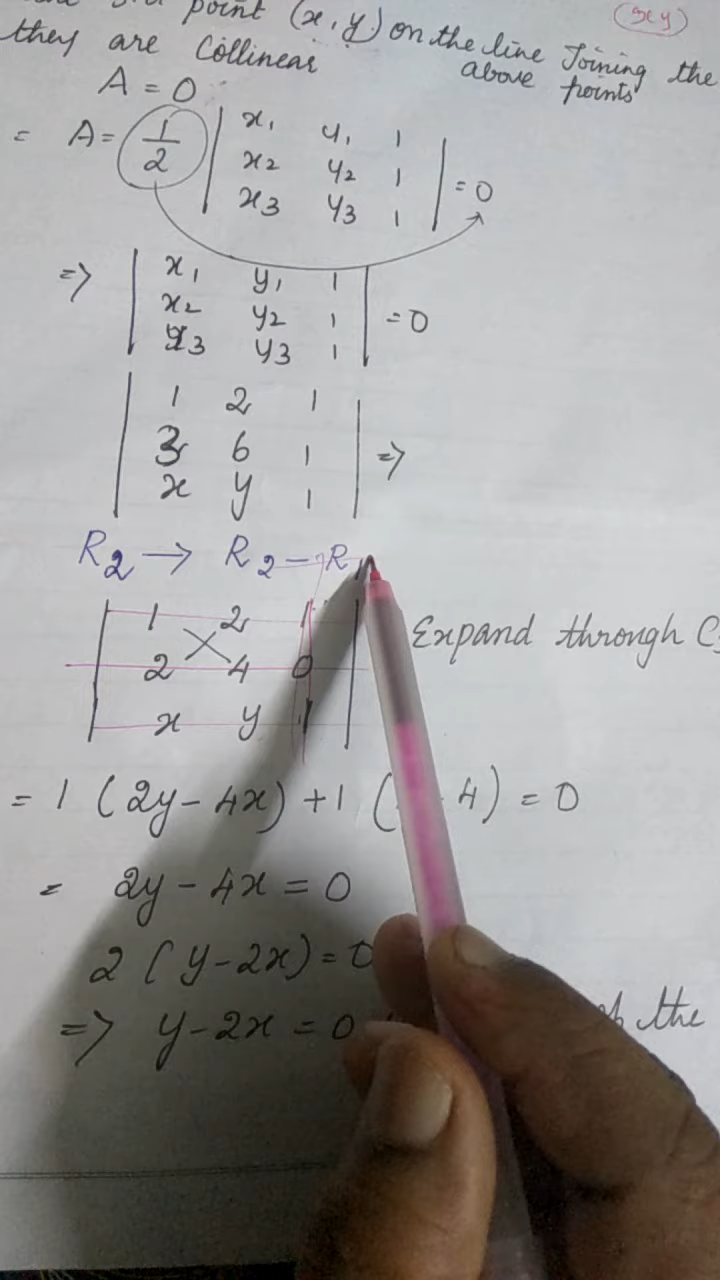 point (x, y) on the line Joining the
(x y)
they are Collinear above points
A = 0
= A = 1/2 | x1 y1 1
x2 y2 1
x3 y3 1 | = 0
=> | x1 y1 1
x2 y2 1
x3 y3 1 | = 0
| 1 2 1
3 6 1 | =>
x y 1 |
R2 → R2 - R1
| 1 2 1 | Expand through
2 4 0
x y 1 |
= 1 (2y - 4x) + 1 ( 4) = 0
= 2y - 4x = 0
2 (y - 2x) = 0
=> y - 2x = 0 of the